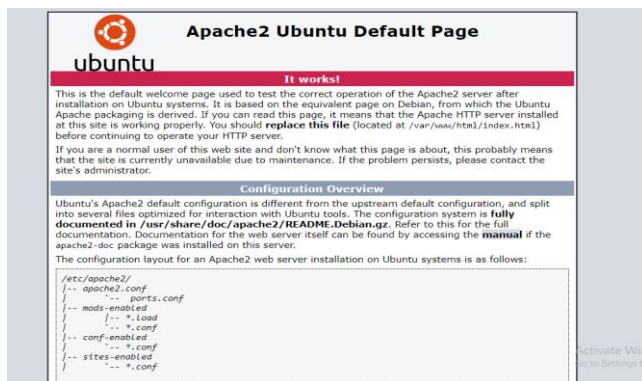 Apache2 Ubuntu Default Page
ubuntu
It works!
This is the default welcome page used to test the correct operation of the Apache2 server after
installation on Ubuntu systems. It is based on the equivalent page on Debian, from which the Ubuntu
Apache packaging is derived. If you can read this page, it means that the Apache HTTP server installed
at this site is working properly. You should replace this file (located at /var/www/html/index.html)
before continuing to operate your HTTP server.
If you are a normal user of this web site and don't know what this page is about, this probably means
that the site is currently unavailable due to maintenance. If the problem persists, please contact the
site's administrator.
Configuration Overview
Ubuntu's Apache2 default configuration is different from the upstream default configuration, and split
into several files optimized for interaction with Ubuntu tools. The configuration system is fully
documented in /usr/share/doc/apache2/README.Debian.gz. Refer to this for the full
documentation. Documentation for the web server itself can be found by accessing the manual if the
apache2-doc package was installed on this server.
The configuration layout for an Apache2 web server installation on Ubuntu systems is as follows:
/etc/apache2/
|-- apache2.conf
|       `--  ports.conf
|-- mods-enabled
|       |-- *.load
|       `-- *.conf
|-- conf-enabled
|       `-- *.conf
|-- sites-enabled
|       `-- *.conf
Activate Wi
Go to Settings t